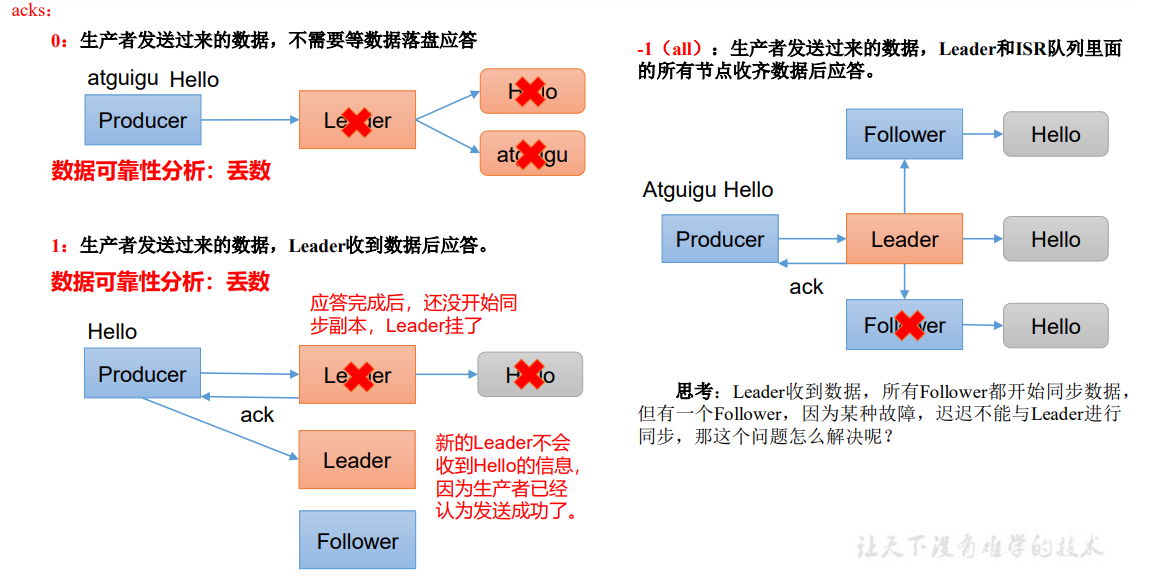 acks:
0：生产者发送过来的数据，不需要等数据落盘应答
atguigu Hello
Producer
Leader
Hello
atguigu
数据可靠性分析：丢数
1：生产者发送过来的数据，Leader收到数据后应答。
数据可靠性分析：丢数
应答完成后，还没开始同
步副本，Leader挂了
Hello
Producer
Leader
Hello
ack
Leader
新的Leader不会
收到Hello的信息，
因为生产者已经
认为发送成功了。
Follower
-1（all）：生产者发送过来的数据，Leader和ISR队列里面
的所有节点收齐数据后应答。
Follower
Hello
Atguigu Hello
Producer
Leader
Hello
ack
Follower
Hello
思考：Leader收到数据，所有Follower都开始同步数据，
但有一个Follower，因为某种故障，迟迟不能与Leader进行
同步，那这个问题怎么解决呢？
让天下没有难学的技术